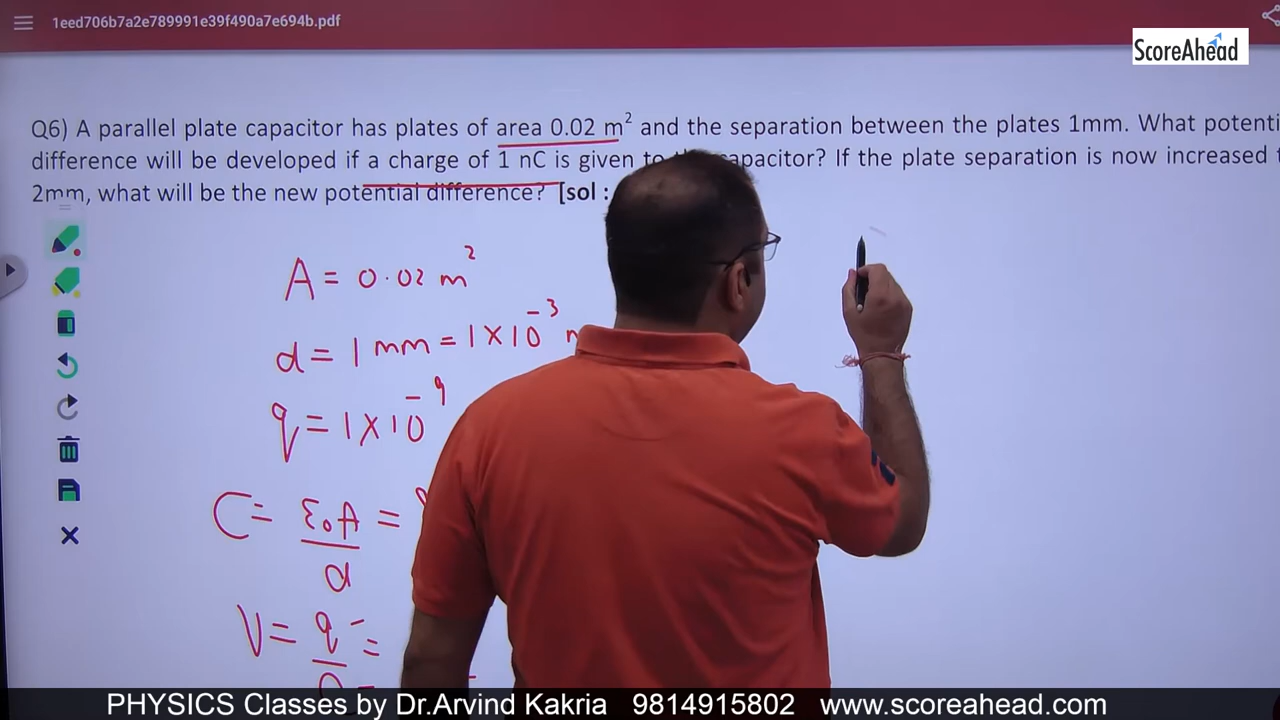 1eed706b7a2e789991e39f490a7e694b.pdf
ScoreAhead
Q6) A parallel plate capacitor has plates of area 0.02 m² and the separation between the plates 1mm. What
difference will be developed if a charge of 1 nC is given to capacitor? If the plate separation is now increased
2mm, what will be the new potential difference? [sol :
A = 0.02 m²
d = 1 mm = 1 X 10⁻³
q = 1 X 10⁻⁹
C = ε₀A =
d
V = q =
PHYSICS Classes by Dr.Arvind Kakria 9814915802 www.scoreahead.com